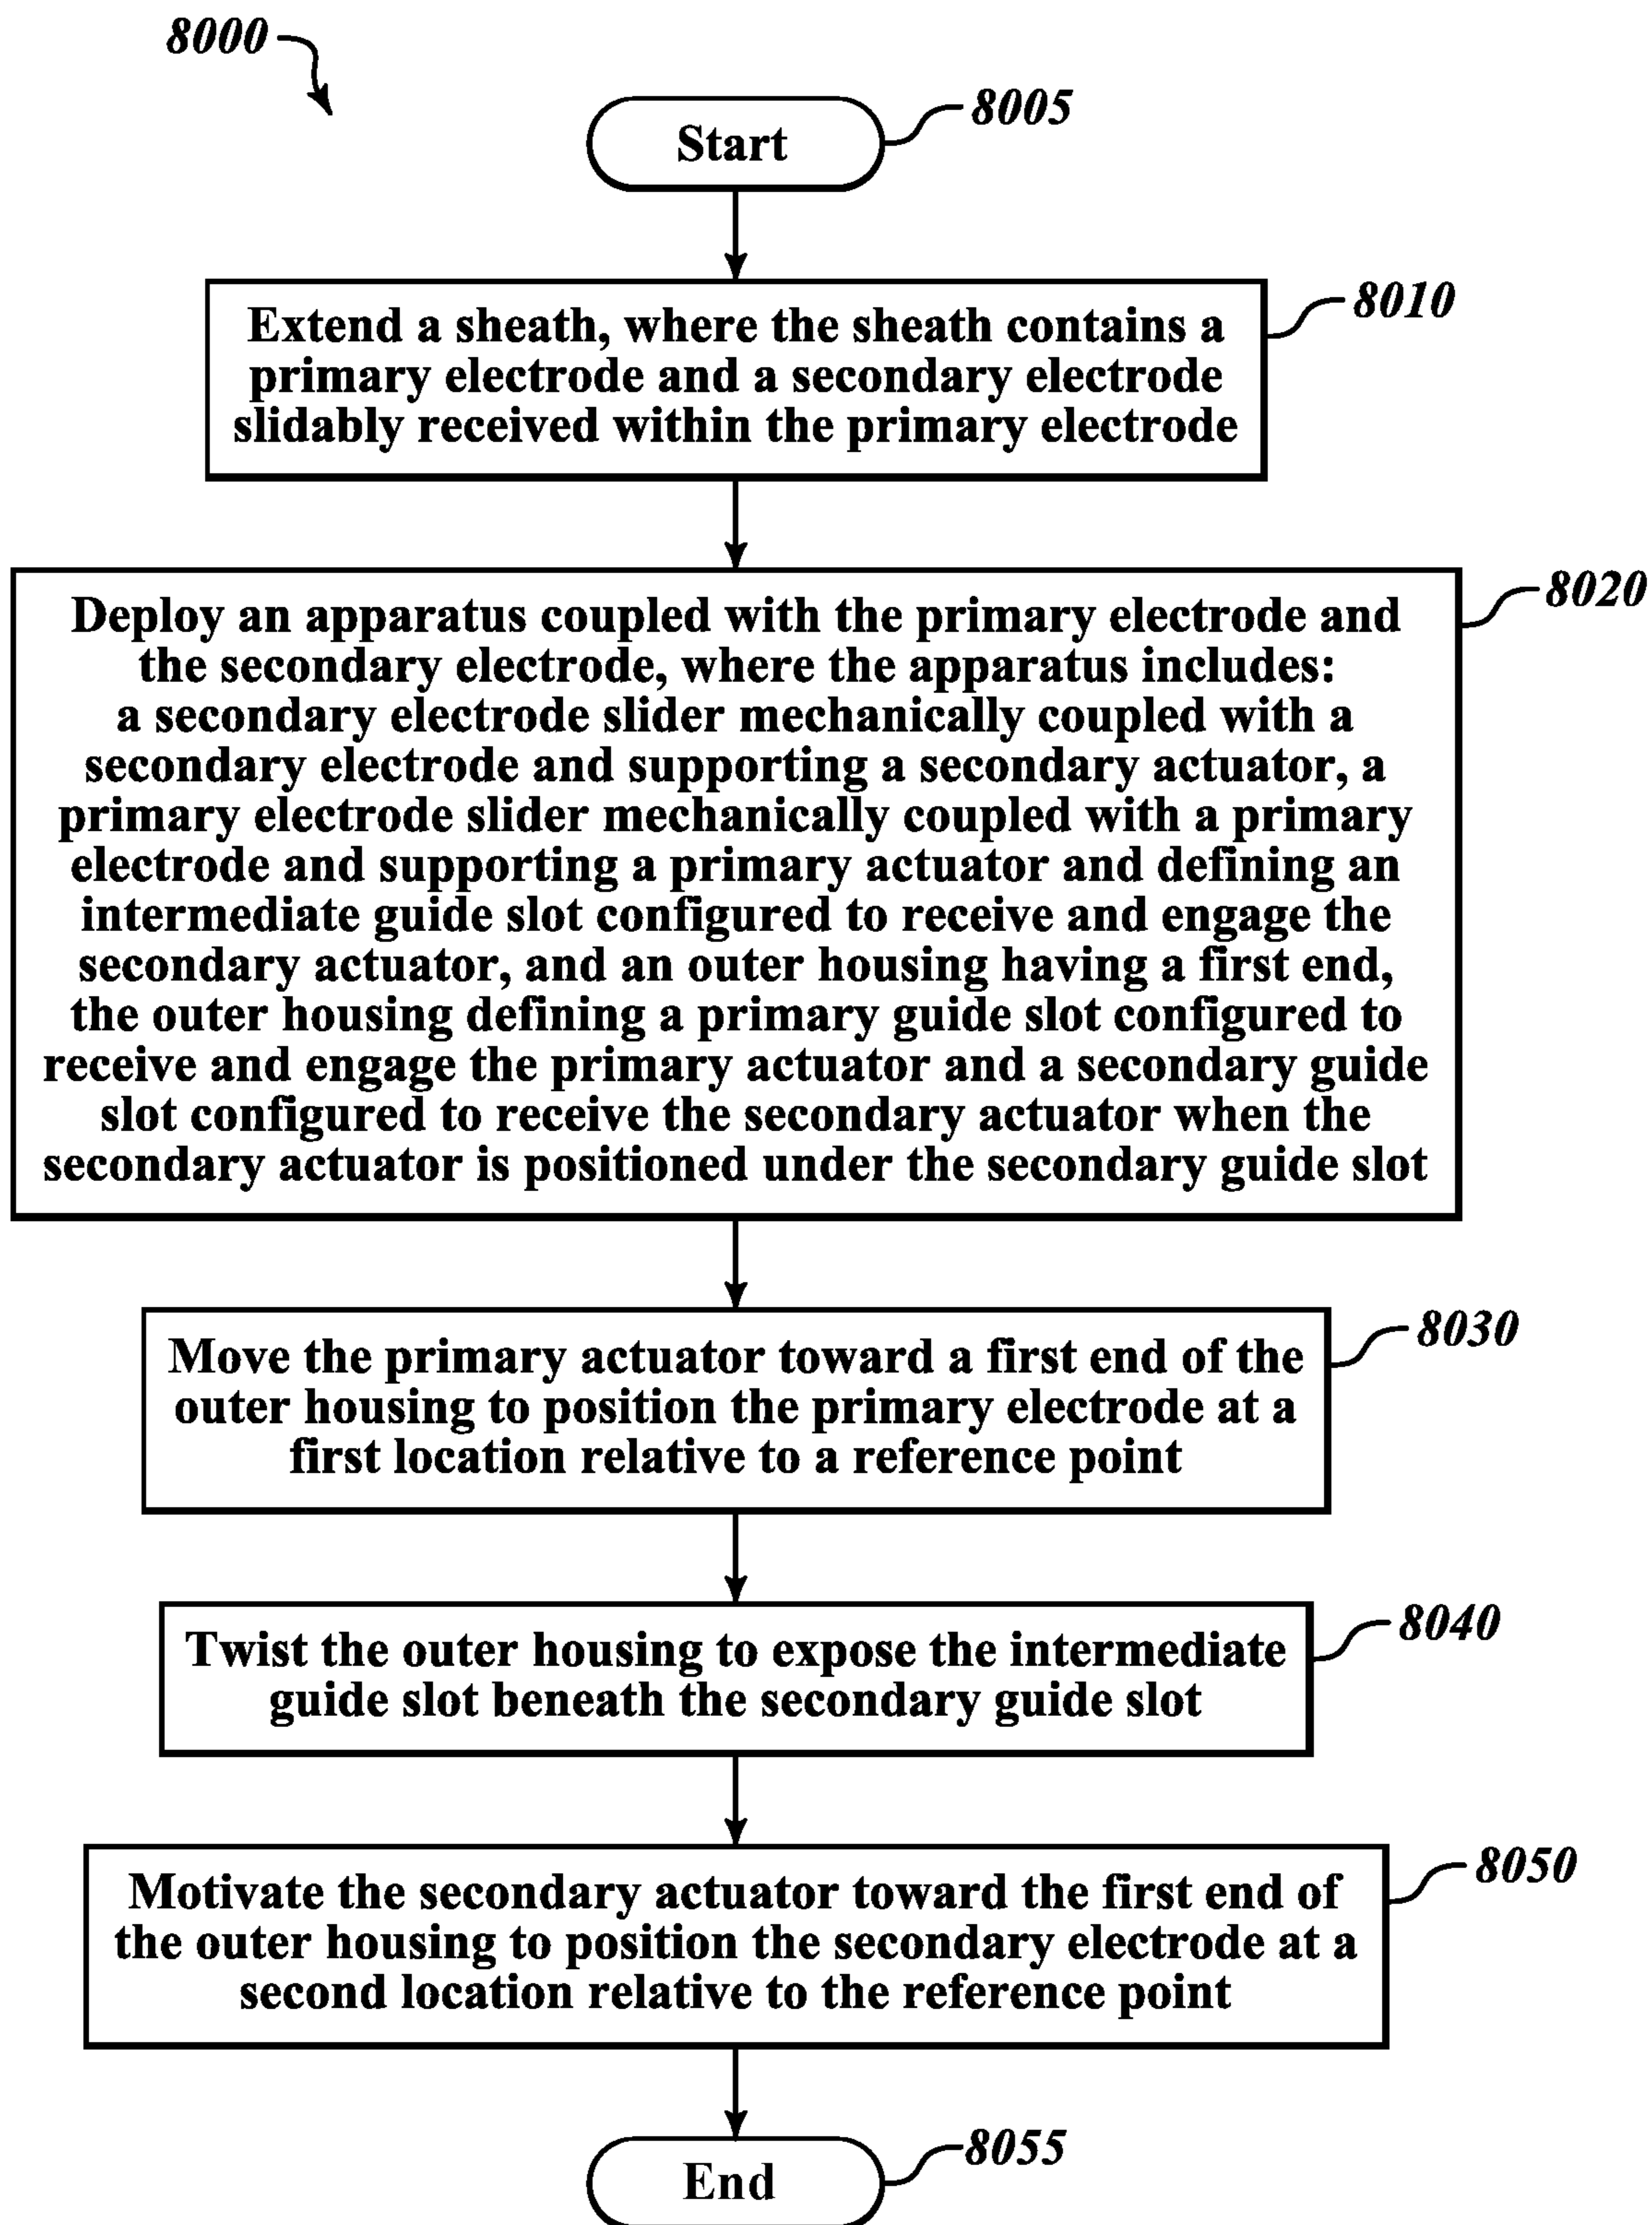 8000
Start
8005
Extend a sheath, where the sheath contains a
primary electrode and a secondary electrode
slidably received within the primary electrode
8010
Deploy an apparatus coupled with the primary electrode and
the secondary electrode, where the apparatus includes:
a secondary electrode slider mechanically coupled with a
secondary electrode and supporting a secondary actuator, a
primary electrode slider mechanically coupled with a primary
electrode and supporting a primary actuator and defining an
intermediate guide slot configured to receive and engage the
secondary actuator, and an outer housing having a first end,
the outer housing defining a primary guide slot configured to
receive and engage the primary actuator and a secondary guide
slot configured to receive the secondary actuator when the
secondary actuator is positioned under the secondary guide slot
8020
Move the primary actuator toward a first end of the
outer housing to position the primary electrode at a
first location relative to a reference point
8030
Twist the outer housing to expose the intermediate
guide slot beneath the secondary guide slot
8040
Motivate the secondary actuator toward the first end of
the outer housing to position the secondary electrode at a
second location relative to the reference point
8050
End
8055